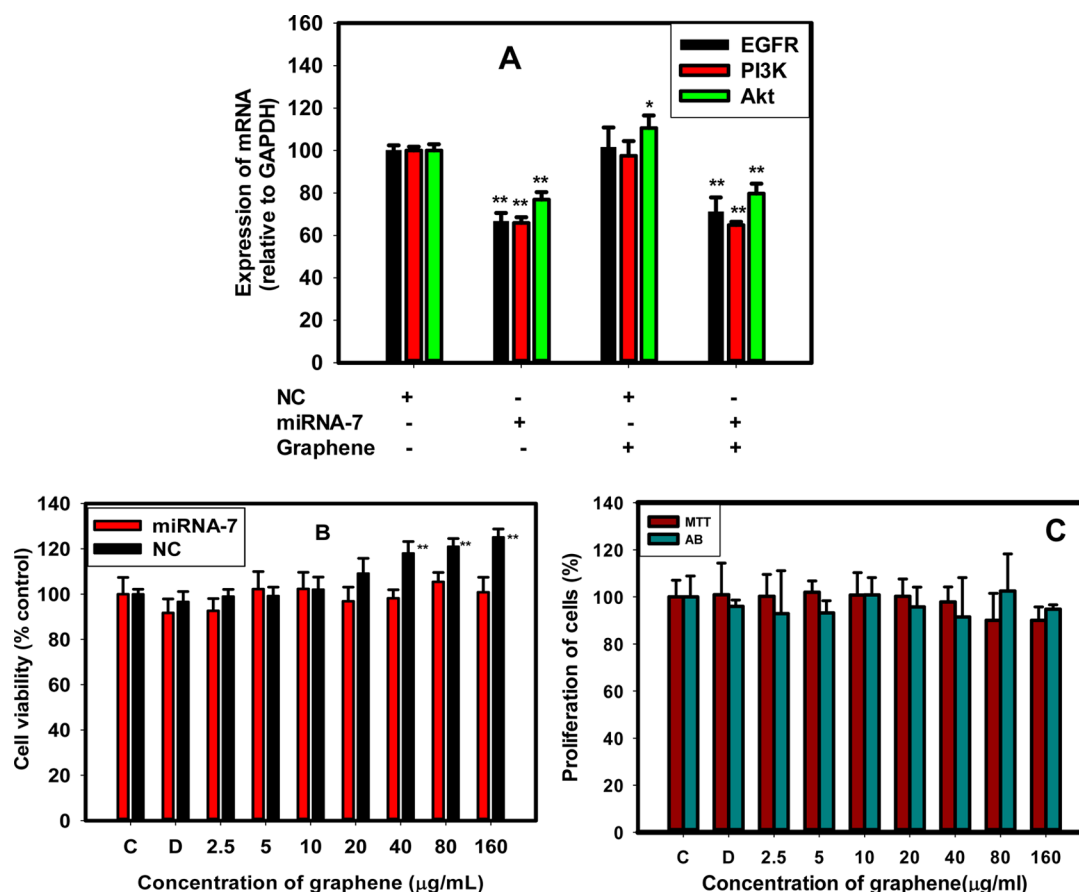 A
EGFR
PI3K
Akt
Expression of mRNA
(relative to GAPDH)
160
140
120
100
80
60
40
20
0
** ** **
*
** ** **
NC + - + -
miRNA-7 - + - +
Graphene - - + +
B
miRNA-7
NC
Cell viability (% control)
140
120
100
80
60
40
20
0
** ** **
C D 2.5 5 10 20 40 80 160
Concentration of graphene (μg/mL)
C
MTT
AB
Proliferation of cells (%)
140
120
100
80
60
40
20
0
C D 2.5 5 10 20 40 80 160
Concentration of graphene(μg/ml)